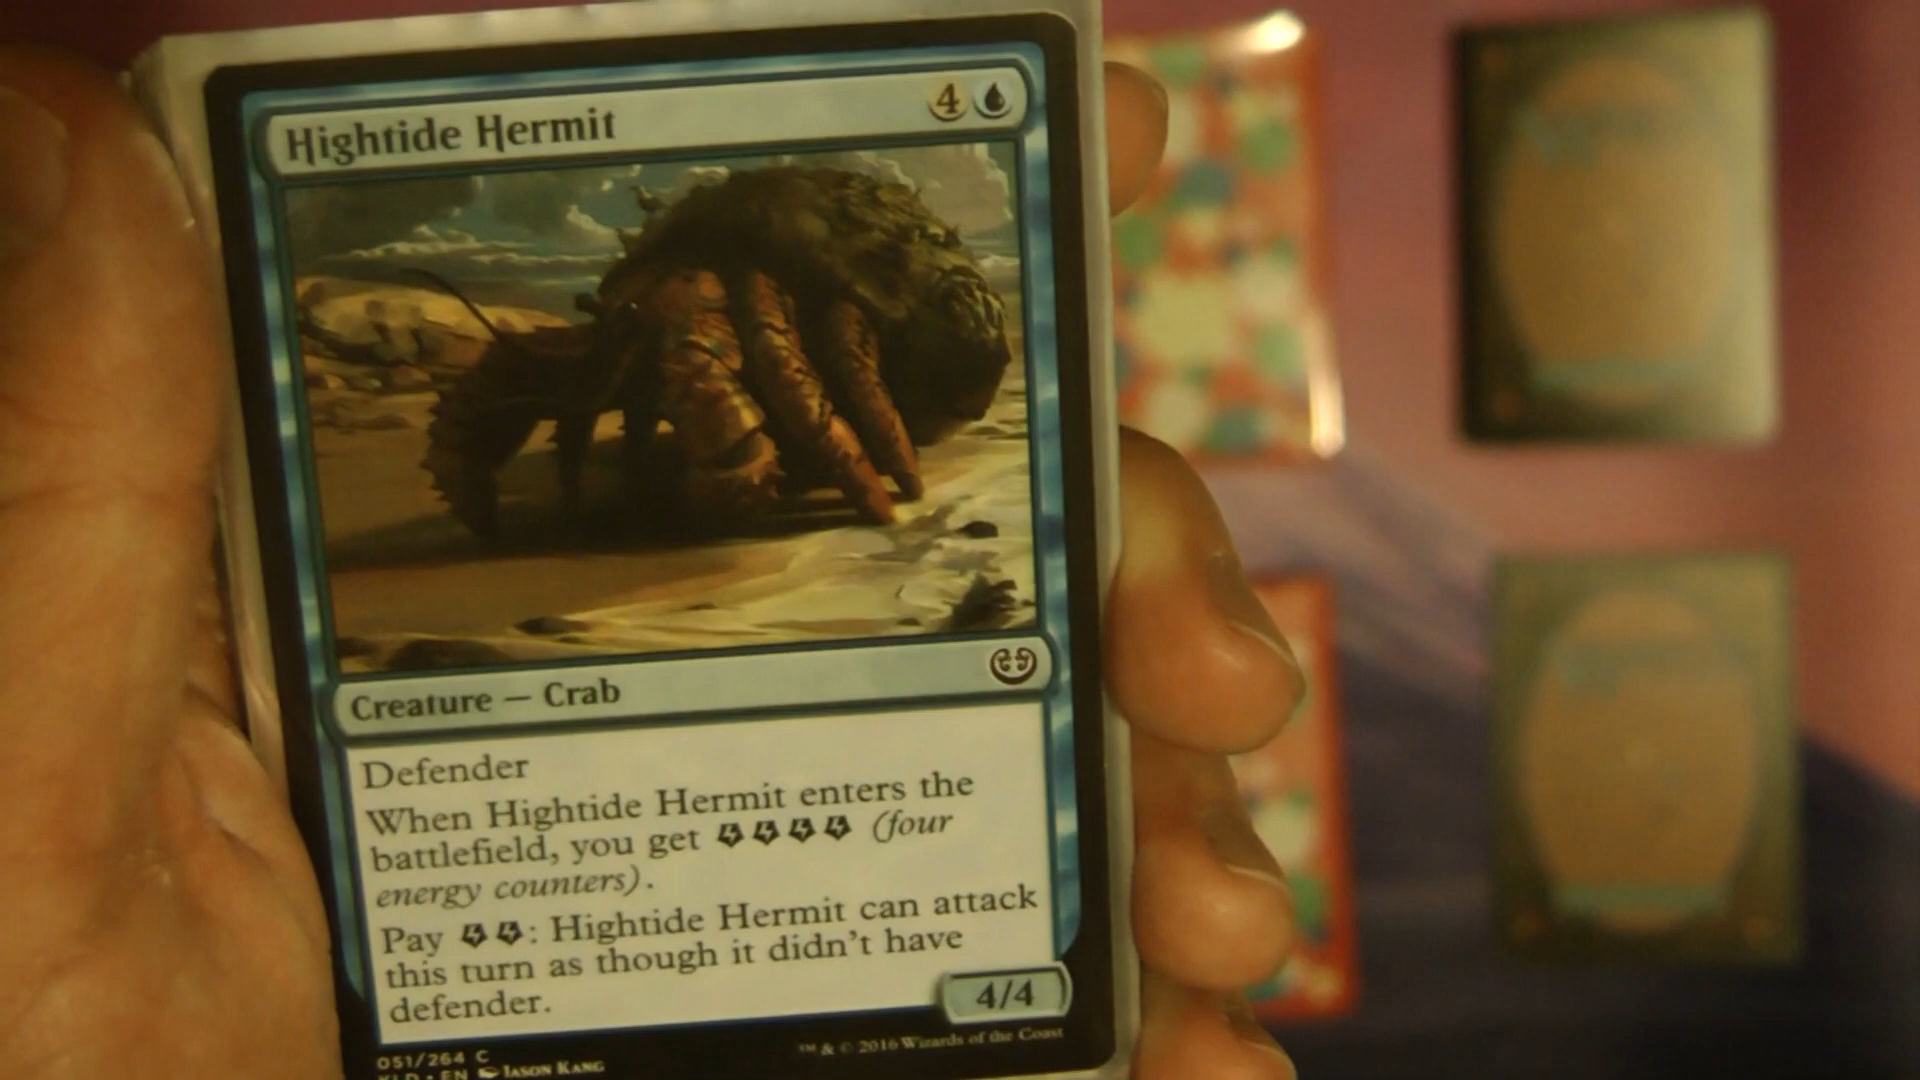 Hightide Hermit 4
Creature — Crab
Defender
When Hightide Hermit enters the
battlefield, you get (four
energy counters).
Pay : Hightide Hermit can attack
this turn as though it didn't have
defender.
4/4
051/264 C
KLD • EN Jason Kang
™ & © 2016 Wizards of the Coast